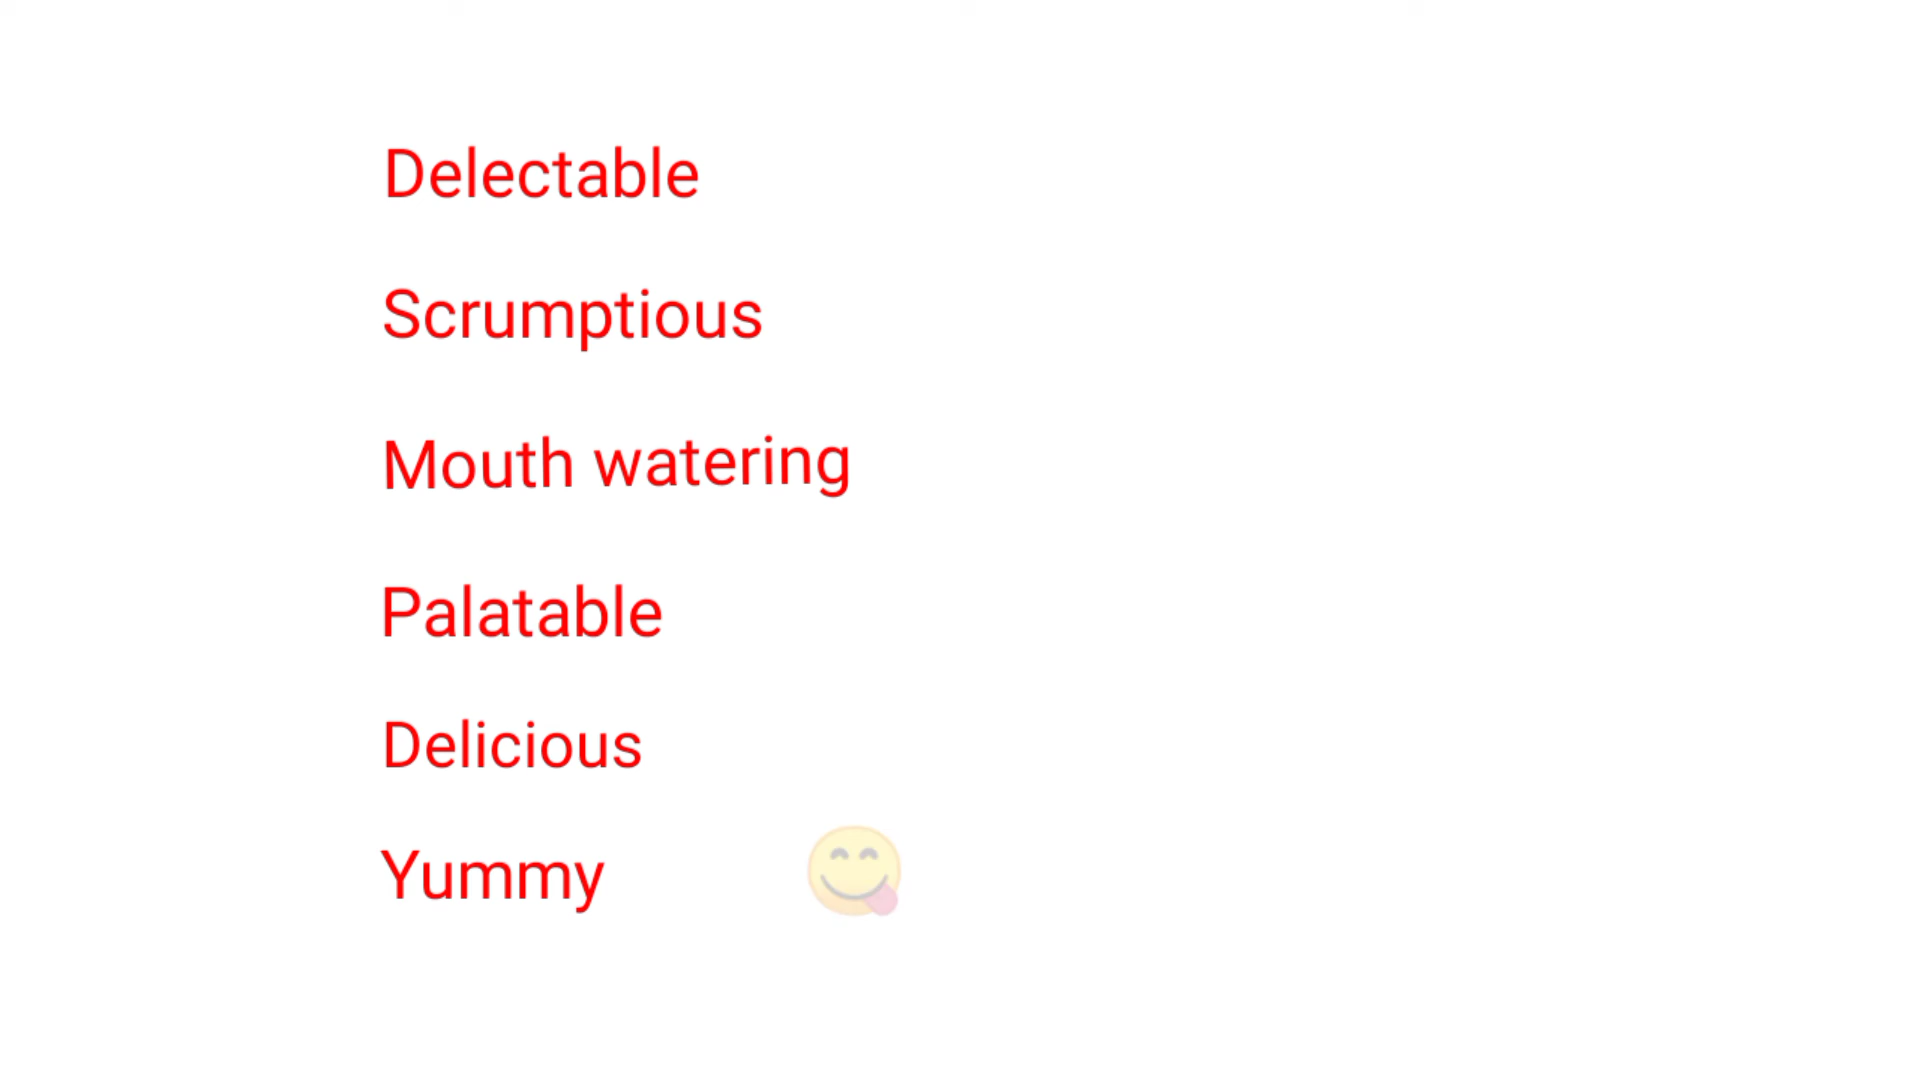 Delectable
Scrumptious
Mouth watering
Palatable
Delicious
Yummy